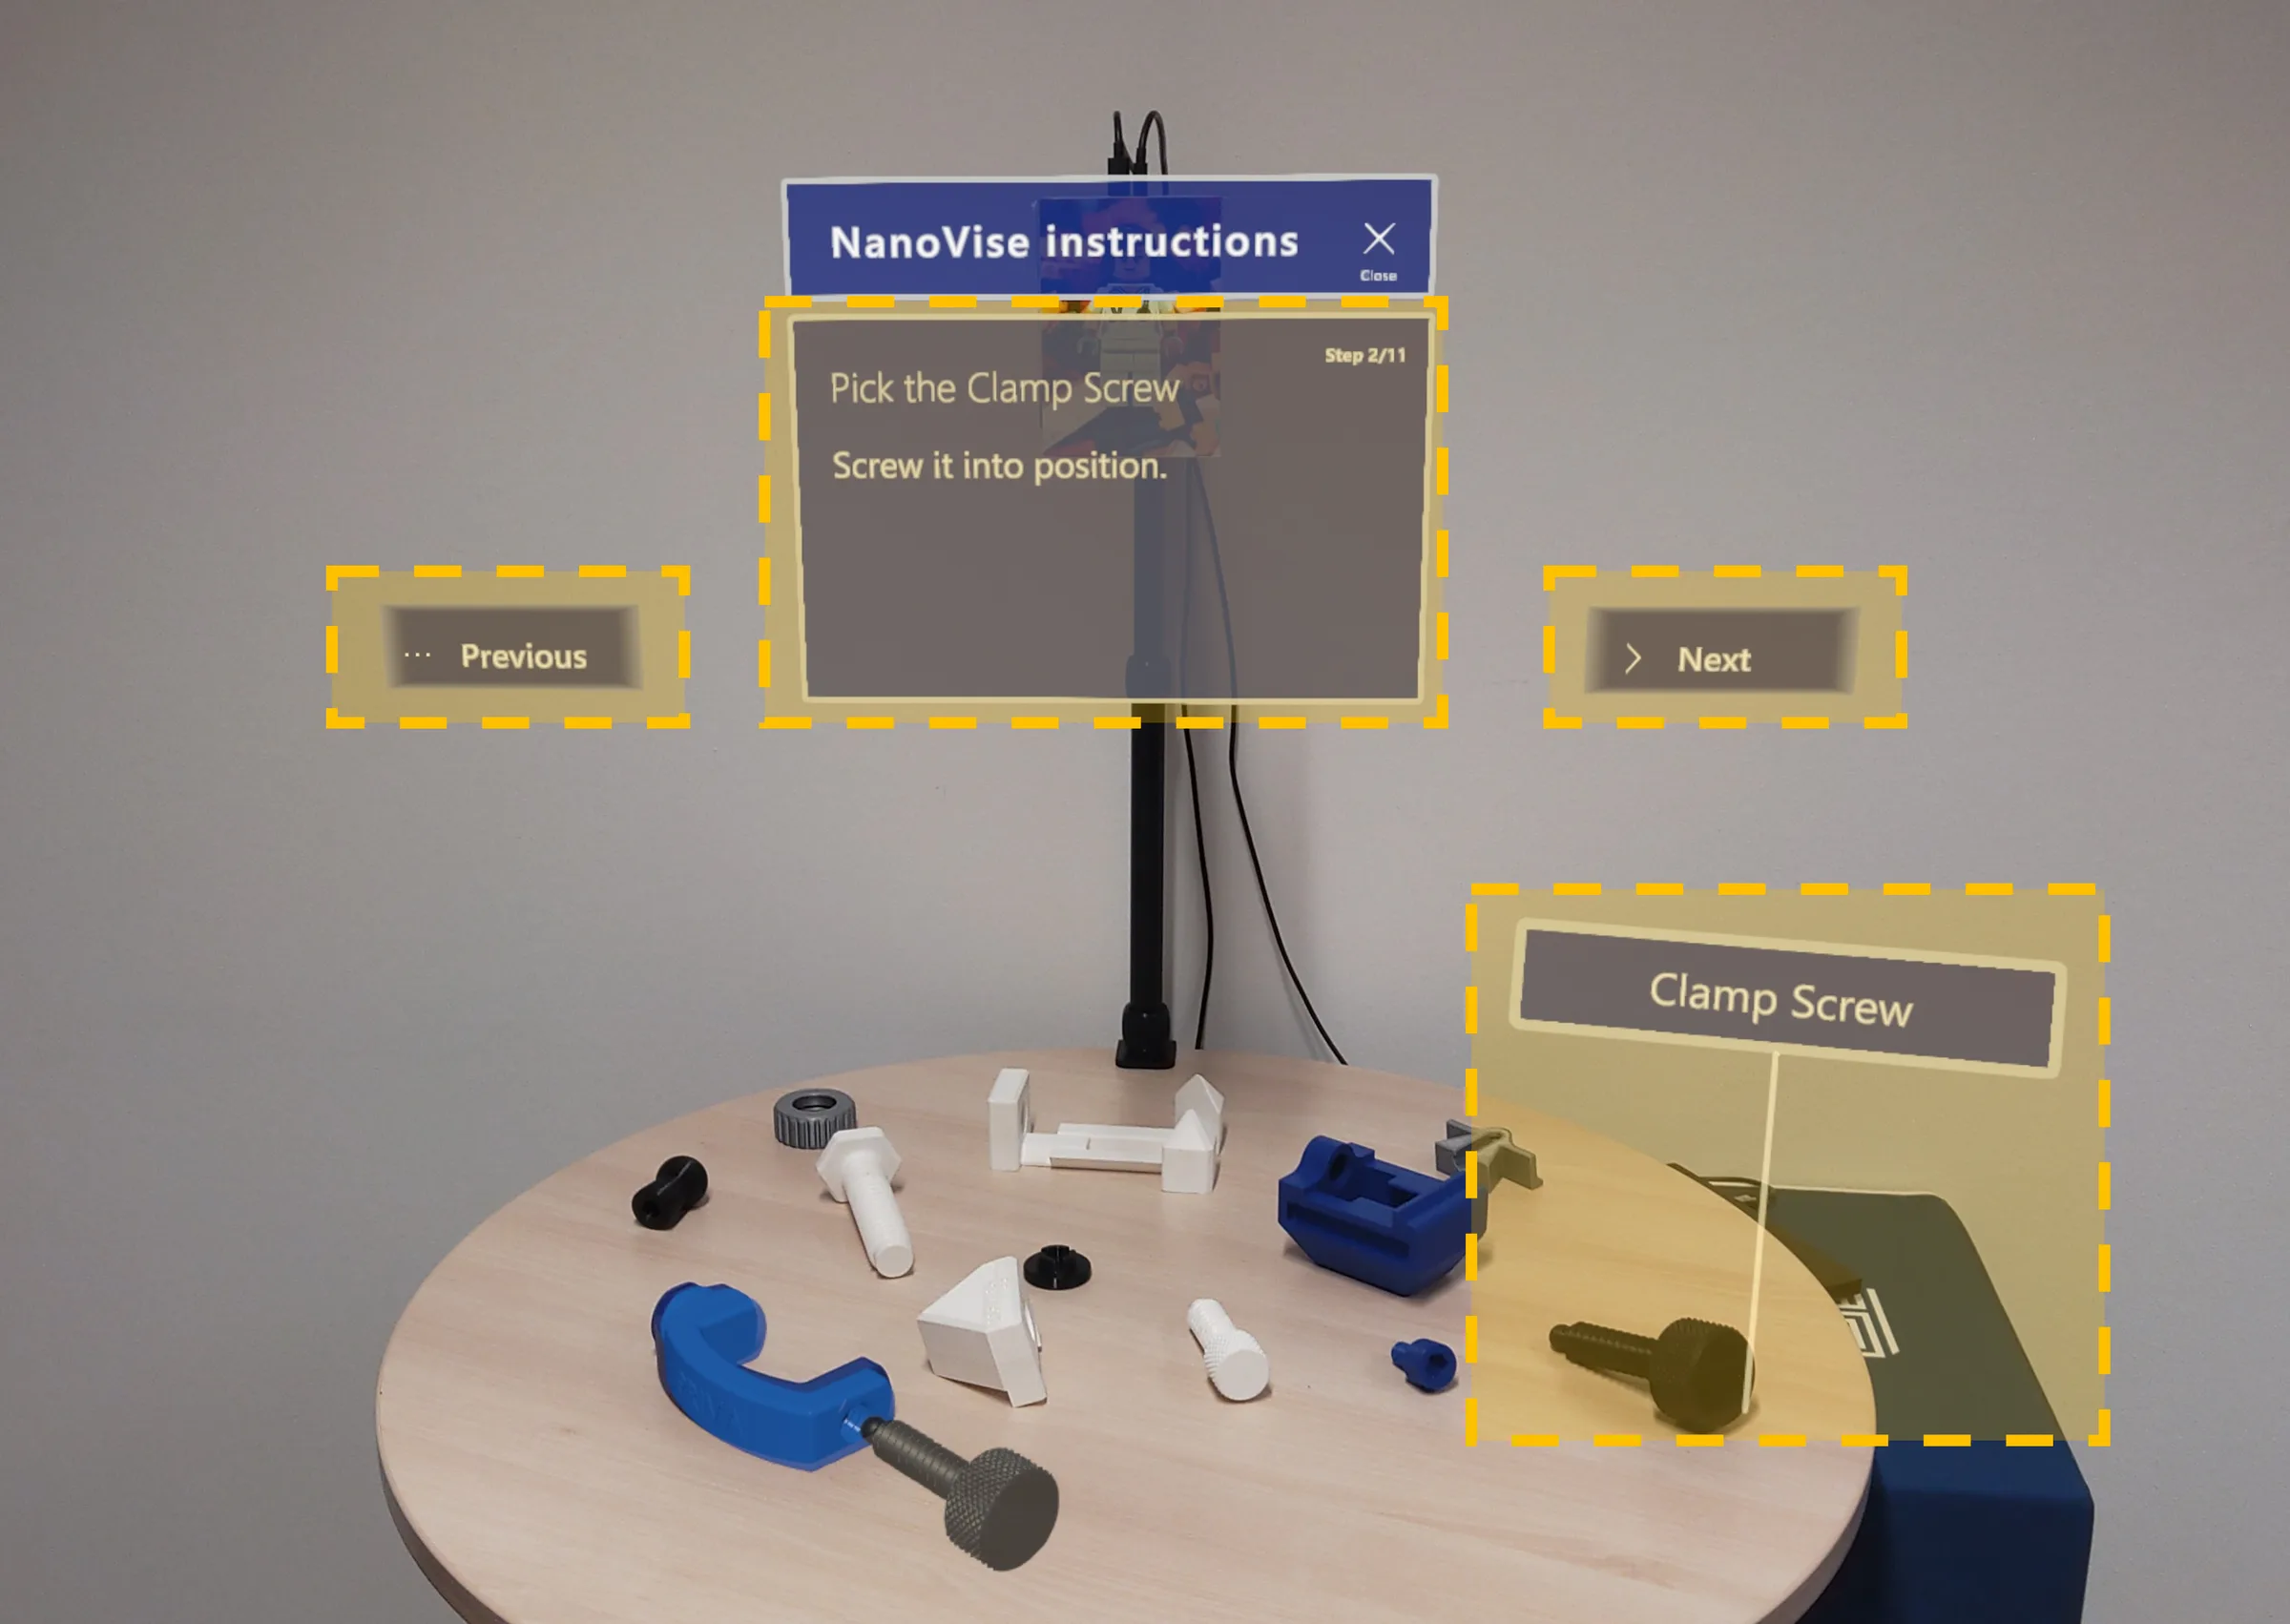 NanoVise instructions
Close
Step 2/11
Pick the Clamp Screw
Screw it into position.
Previous
Next
Clamp Screw